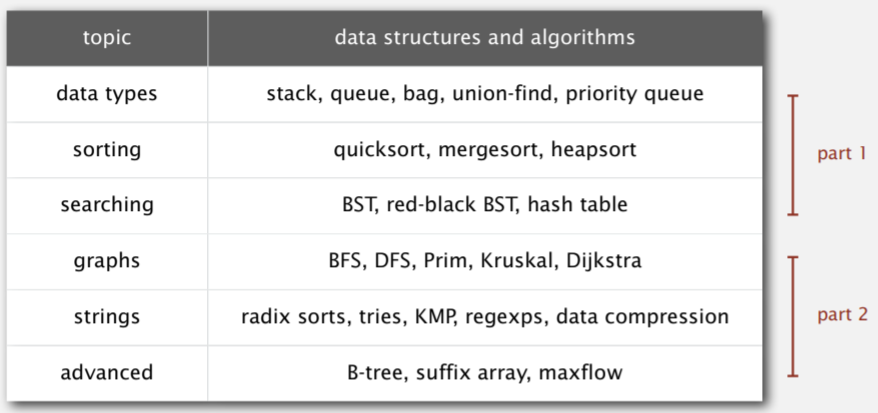 topic data structures and algorithms
data types stack, queue, bag, union-find, priority queue
sorting quicksort, mergesort, heapsort
part 1
searching BST, red-black BST, hash table
graphs BFS, DFS, Prim, Kruskal, Dijkstra
strings radix sorts, tries, KMP, regexps, data compression
part 2
advanced B-tree, suffix array, maxflow